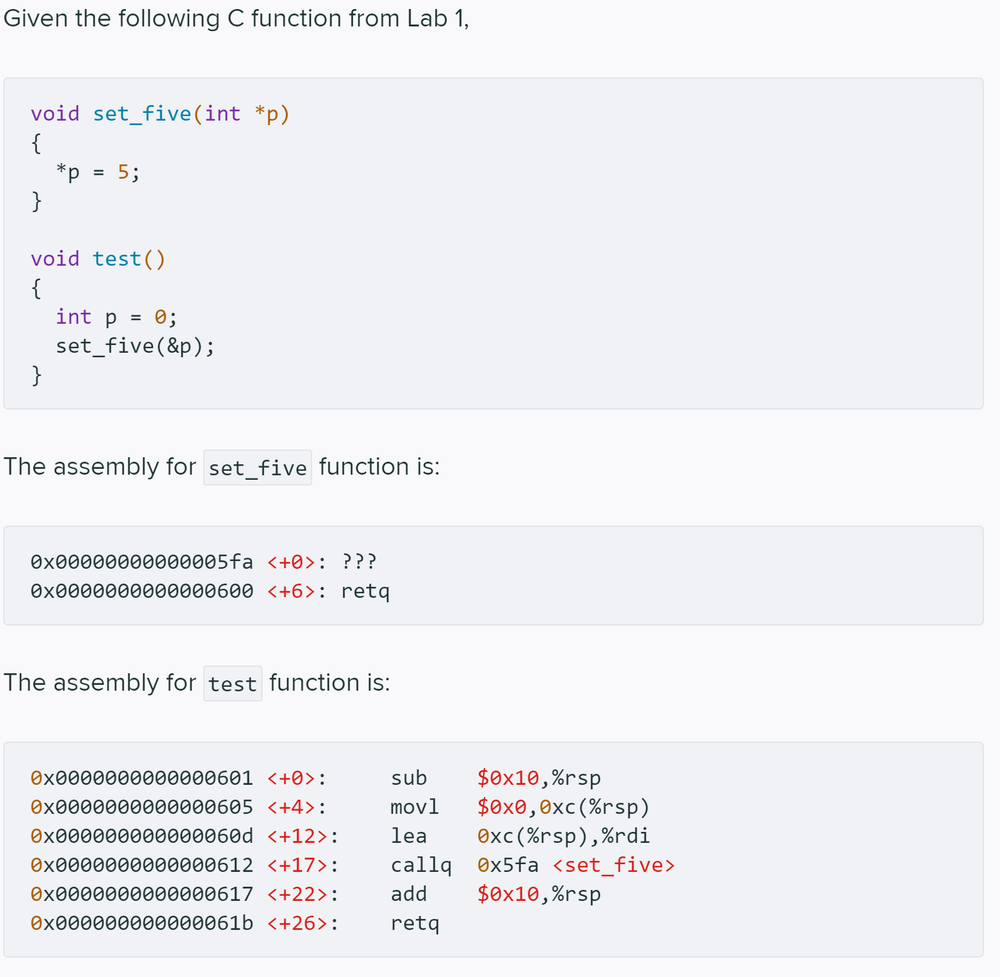 Given the following C function from Lab 1,
void set_five(int *p)
{
  *p = 5;
}
void test()
{
  int p = 0;
  set_five(&p);
}
The assembly for set_five function is:
0x00000000000005fa <+0>: ???
0x0000000000000600 <+6>: retq
The assembly for test function is:
0x0000000000000601 <+0>:     sub    $0x10,%rsp
0x0000000000000605 <+4>:     movl   $0x0,0xc(%rsp)
0x000000000000060d <+12>:    lea    0xc(%rsp),%rdi
0x0000000000000612 <+17>:    callq  0x5fa <set_five>
0x0000000000000617 <+22>:    add    $0x10,%rsp
0x000000000000061b <+26>:    retq